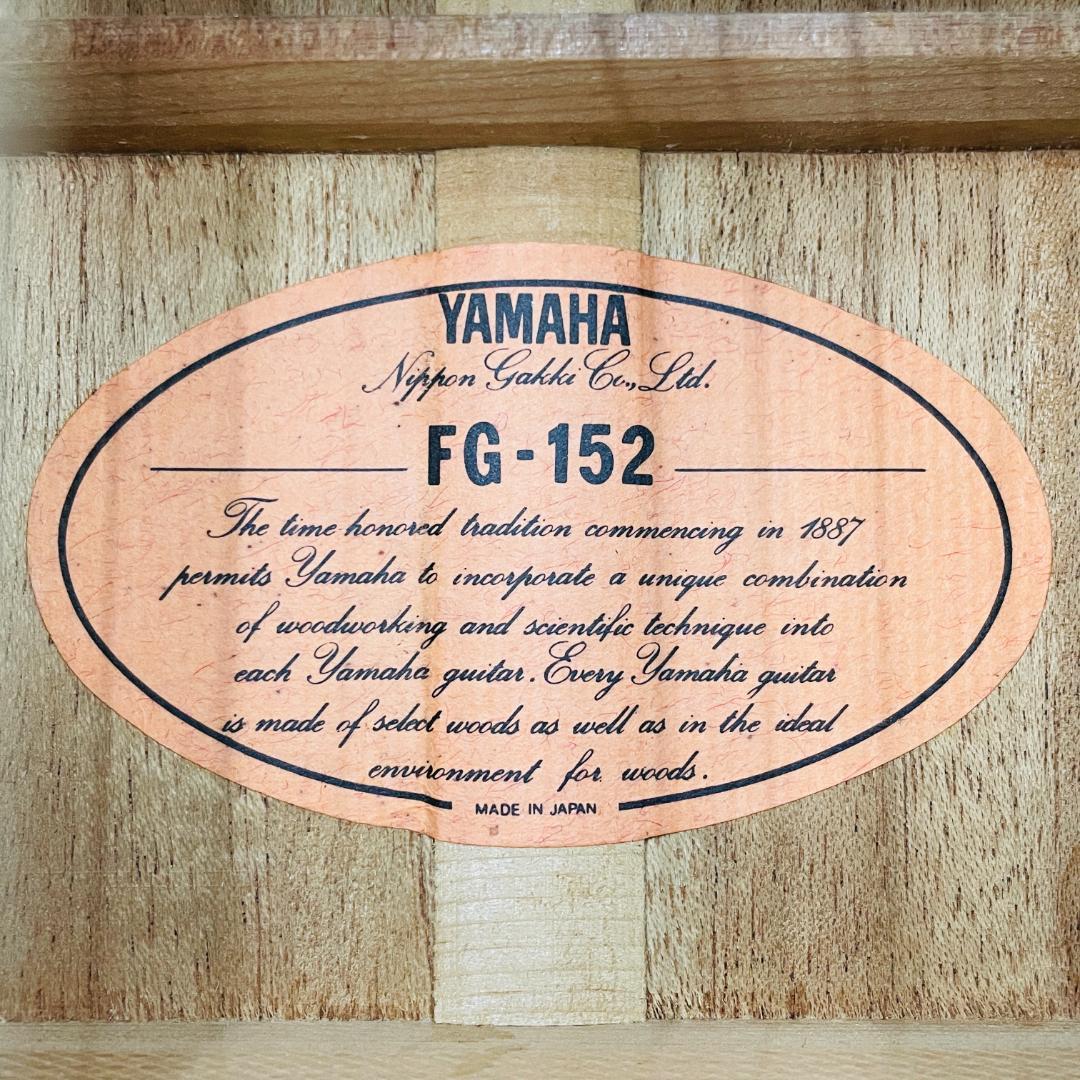 YAMAHA
Nippon Gakki Co., Ltd.
FG-152
The time honored tradition commencing in 1887
permits Yamaha to incorporate a unique combination
of woodworking and scientific technique into
each Yamaha guitar. Every Yamaha guitar
is made of select woods as well as in the ideal
environment for woods.
MADE IN JAPAN